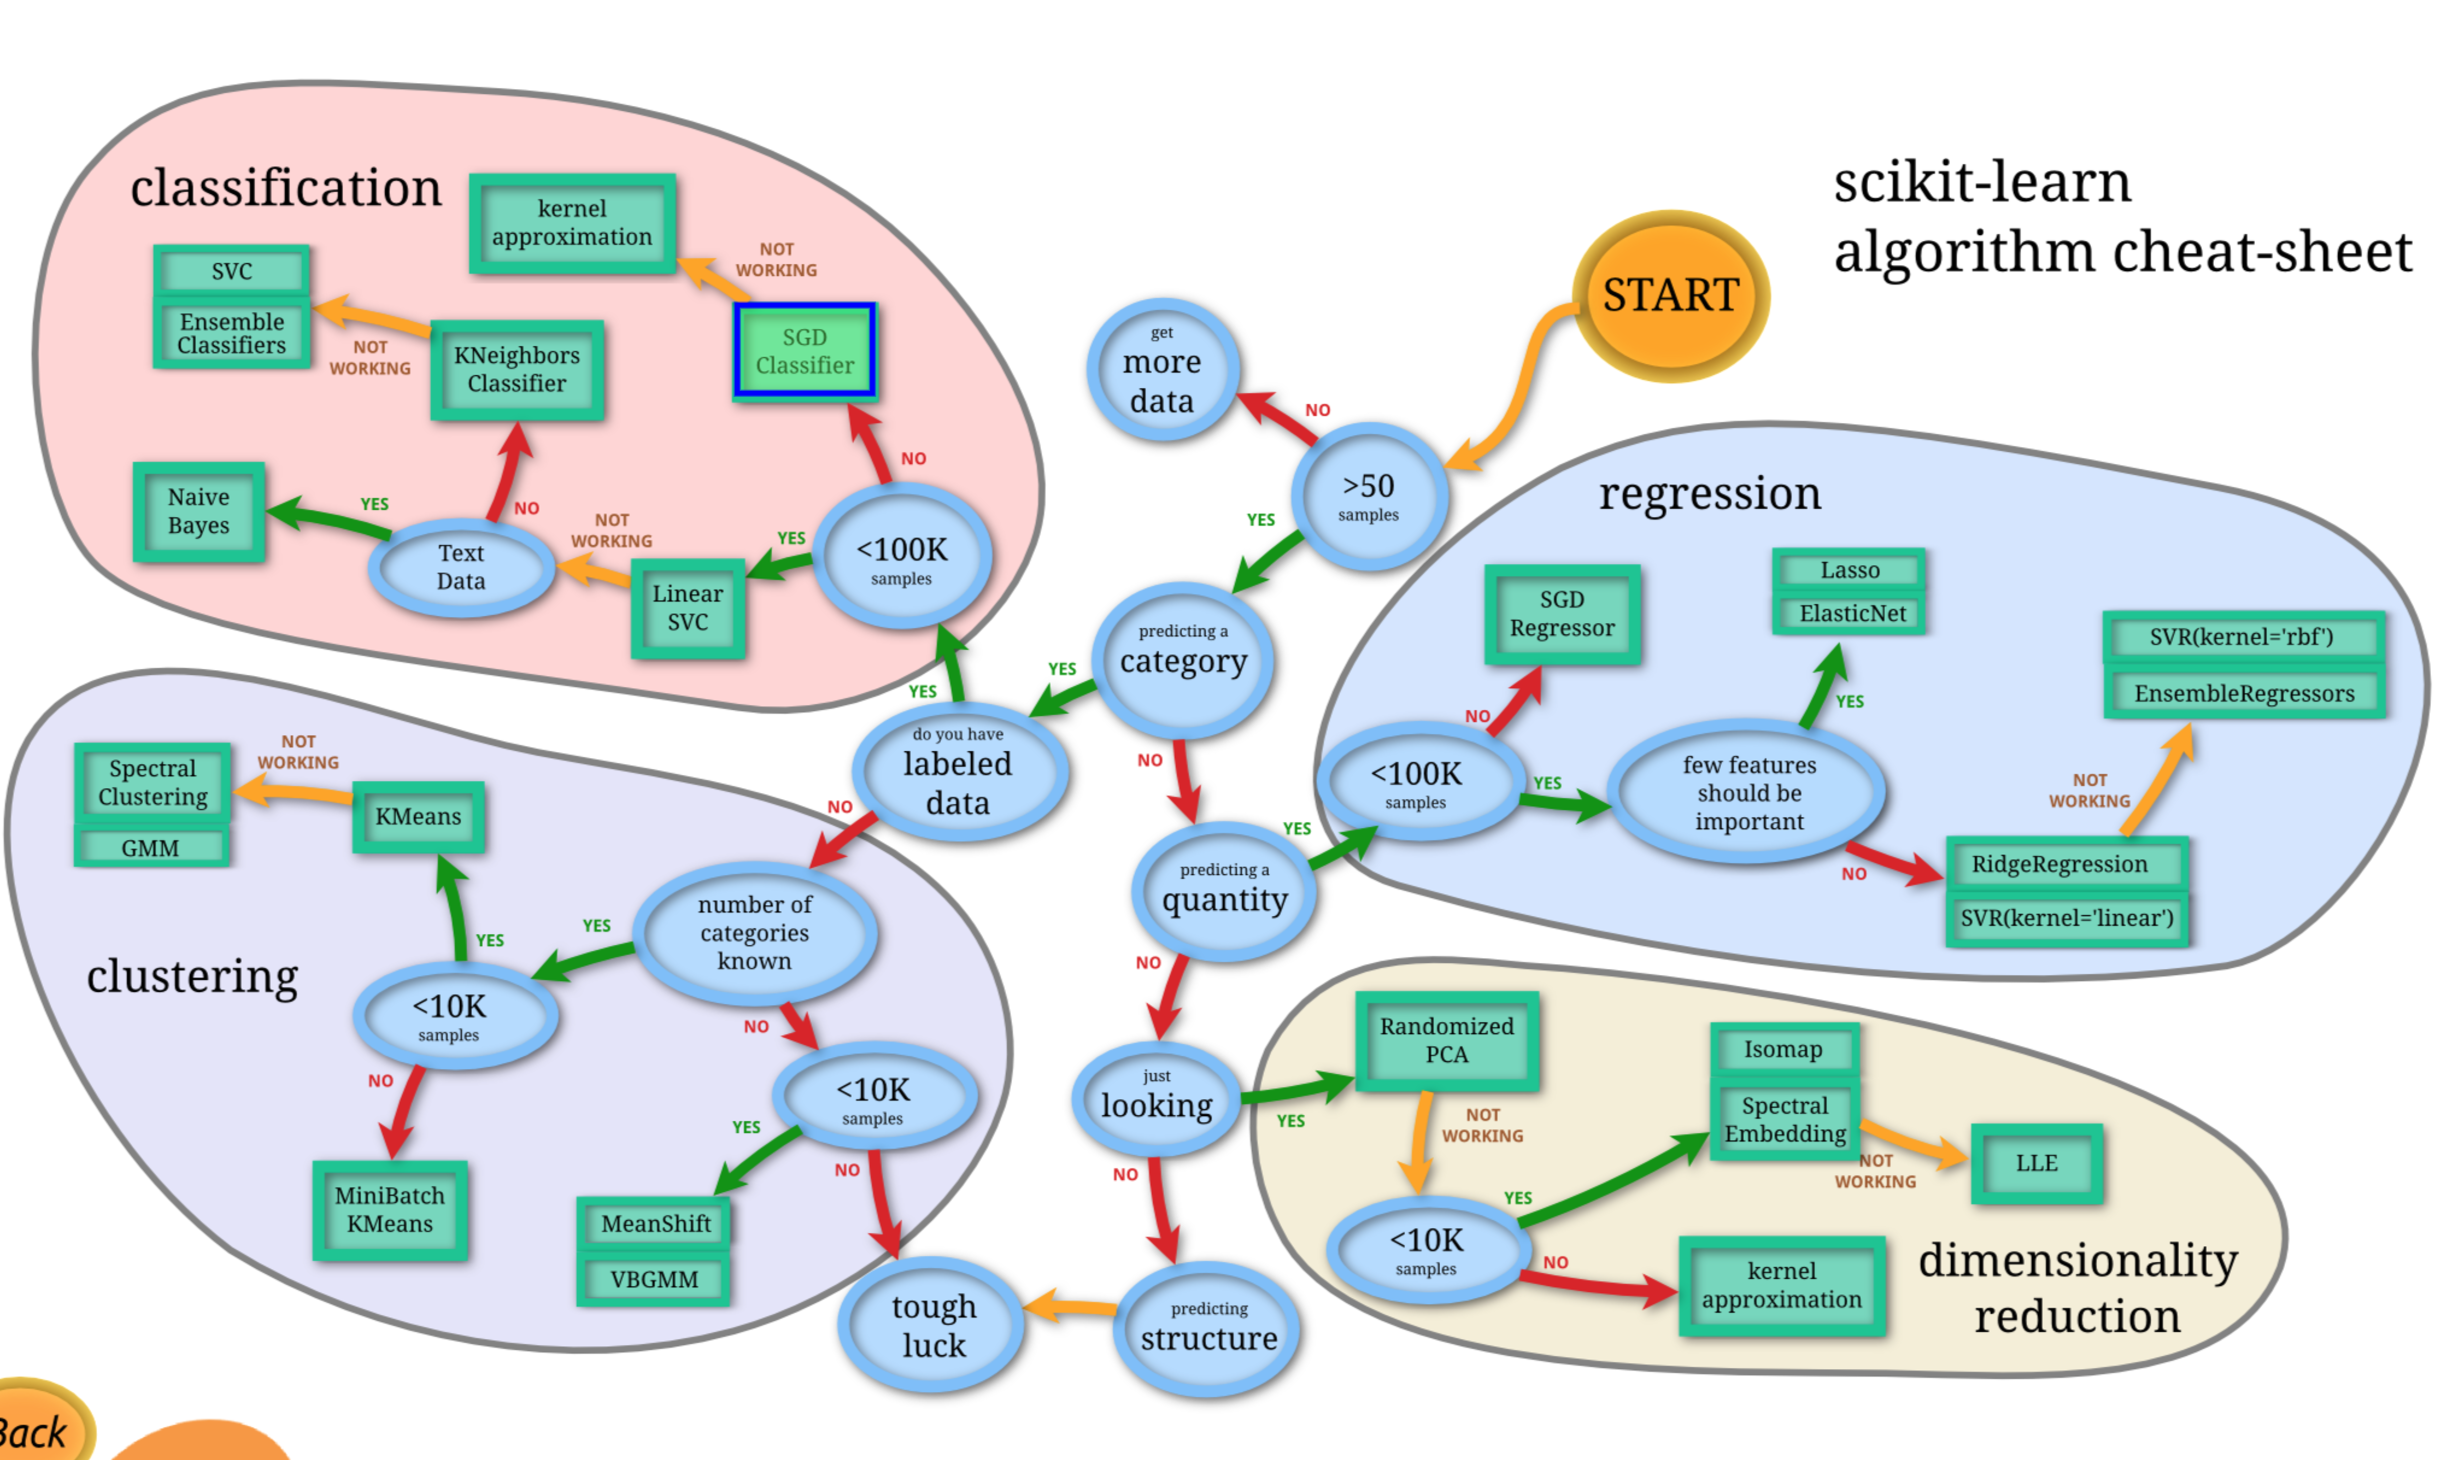 scikit-learn
algorithm cheat-sheet
START
>50
samples
NO
get
more
data
YES
predicting a
category
YES
do you have
labeled
data
YES
classification
<100K
samples
NO
SGD
Classifier
NOT
WORKING
kernel
approximation
YES
Linear
SVC
NOT
WORKING
Text
Data
YES
Naive
Bayes
NO
KNeighbors
Classifier
NOT
WORKING
SVC
Ensemble
Classifiers
NO
clustering
number of
categories
known
YES
<10K
samples
YES
KMeans
NOT
WORKING
Spectral
Clustering
GMM
NO
MiniBatch
KMeans
NO
<10K
samples
YES
MeanShift
VBGMM
NO
tough
luck
NO
predicting a
quantity
YES
regression
<100K
samples
NO
SGD
Regressor
YES
few features
should be
important
YES
Lasso
ElasticNet
NO
RidgeRegression
SVR(kernel='linear')
NOT
WORKING
SVR(kernel='rbf')
EnsembleRegressors
NO
just
looking
YES
dimensionality
reduction
Randomized
PCA
NOT
WORKING
<10K
samples
YES
Isomap
Spectral
Embedding
NOT
WORKING
LLE
NO
kernel
approximation
NO
predicting
structure
Back